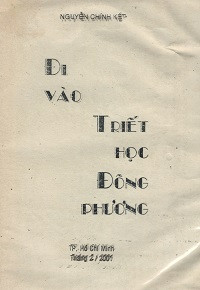 NGUYỄN CHÍNH KẾT
ĐI
VÀO
TRIẾT
HỌC
ĐÔNG
PHƯƠNG
TP. Hồ Chí Minh
Tháng 2 / 2001